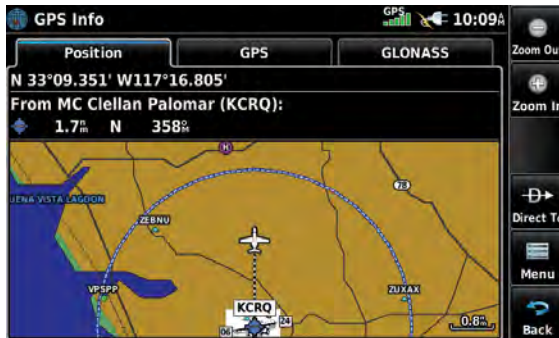 GPS Info
GPS
10:09A
Zoom Out
Position
GPS
GLONASS
N 33°09.351' W117°16.805'
Zoom In
From MC Clellan Palomar (KCRQ):
1.7nm N 358°M
H
78
UENA VISTA LAGOON
ZEBNU
Direct To
VPSPP
ZUXAX
Menu
KCRQ
06
24
0.8nm
Back